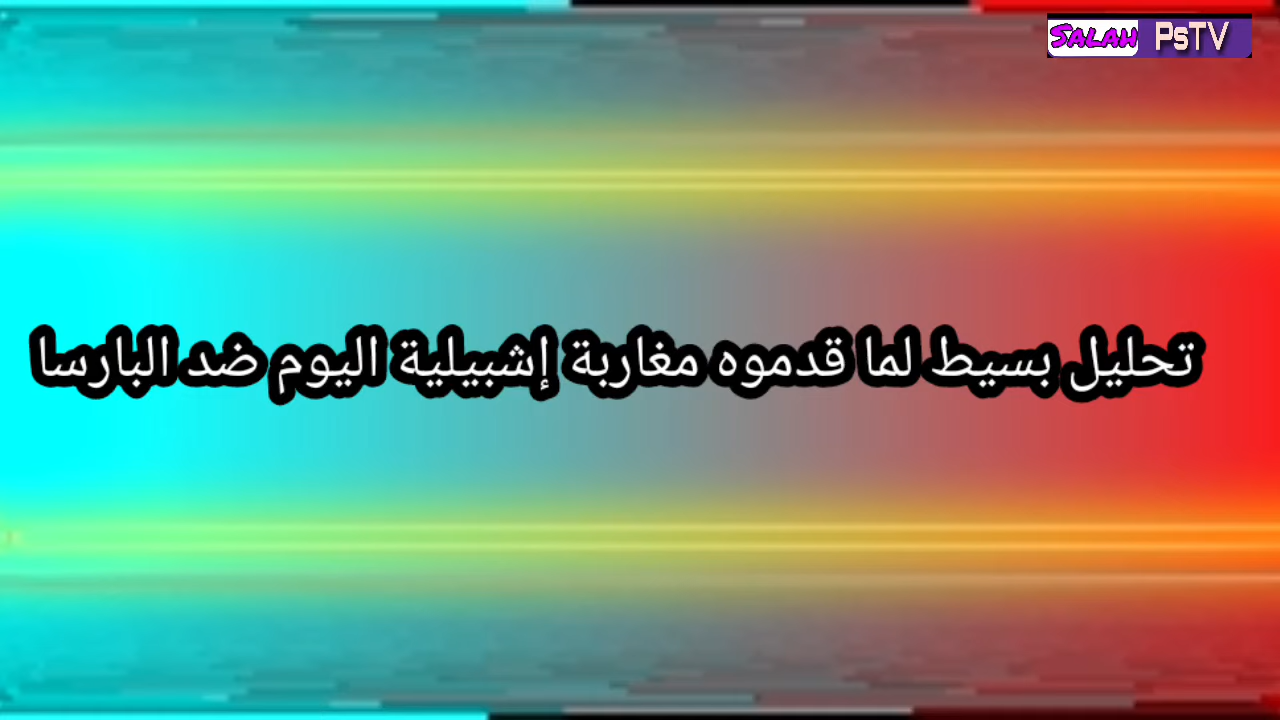 SALAH PsTV
تحليل بسيط لما قدموه مغاربة إشبيلية اليوم ضد البارسا